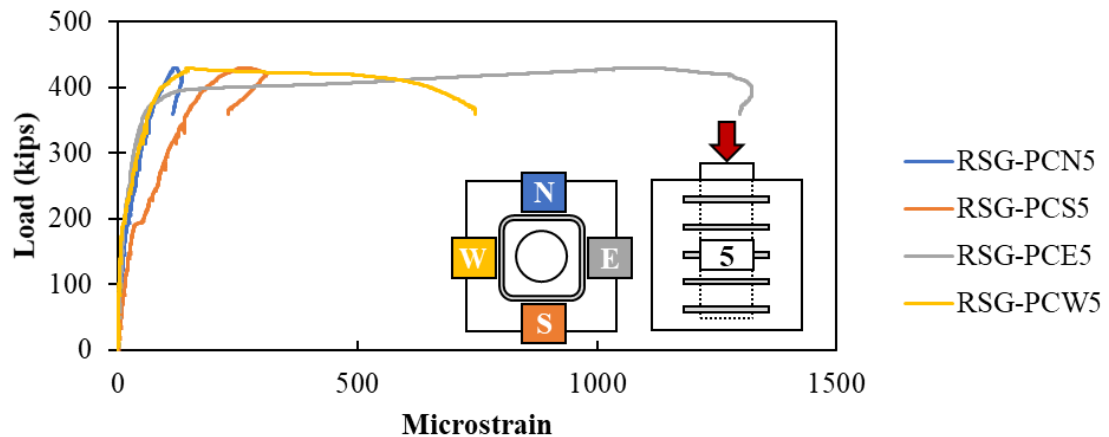 500
400
300
200
100
0
0
500
1000
1500
Load (kips)
Microstrain
N
W
E
S
5
RSG-PCN5
RSG-PCS5
RSG-PCE5
RSG-PCW5